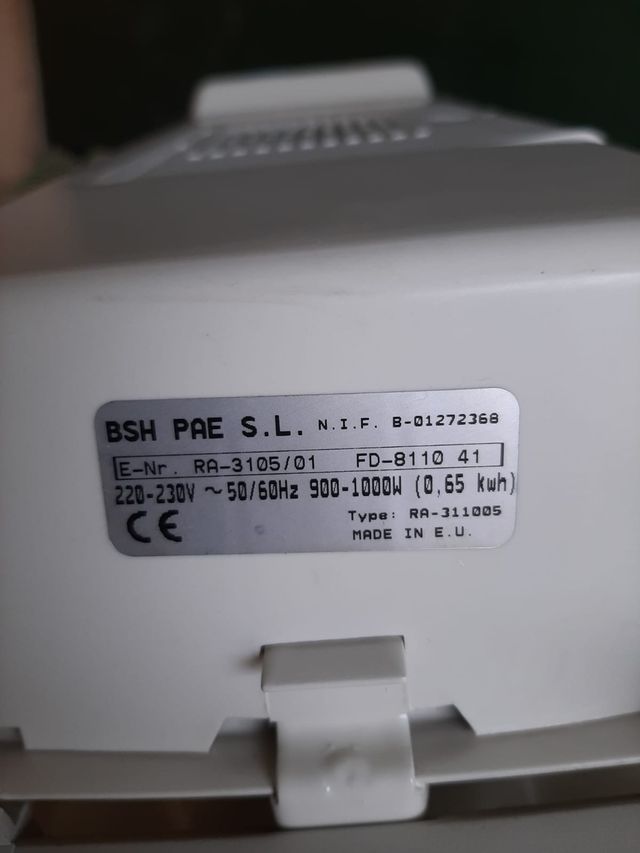 BSH PAE S.L. N.I.F. B-01272368
E-Nr. RA-3105/01 FD-8110 41
220-230V ~ 50/60Hz 900-1000W (0,65 kwh)
CE Type: RA-311005
MADE IN E.U.